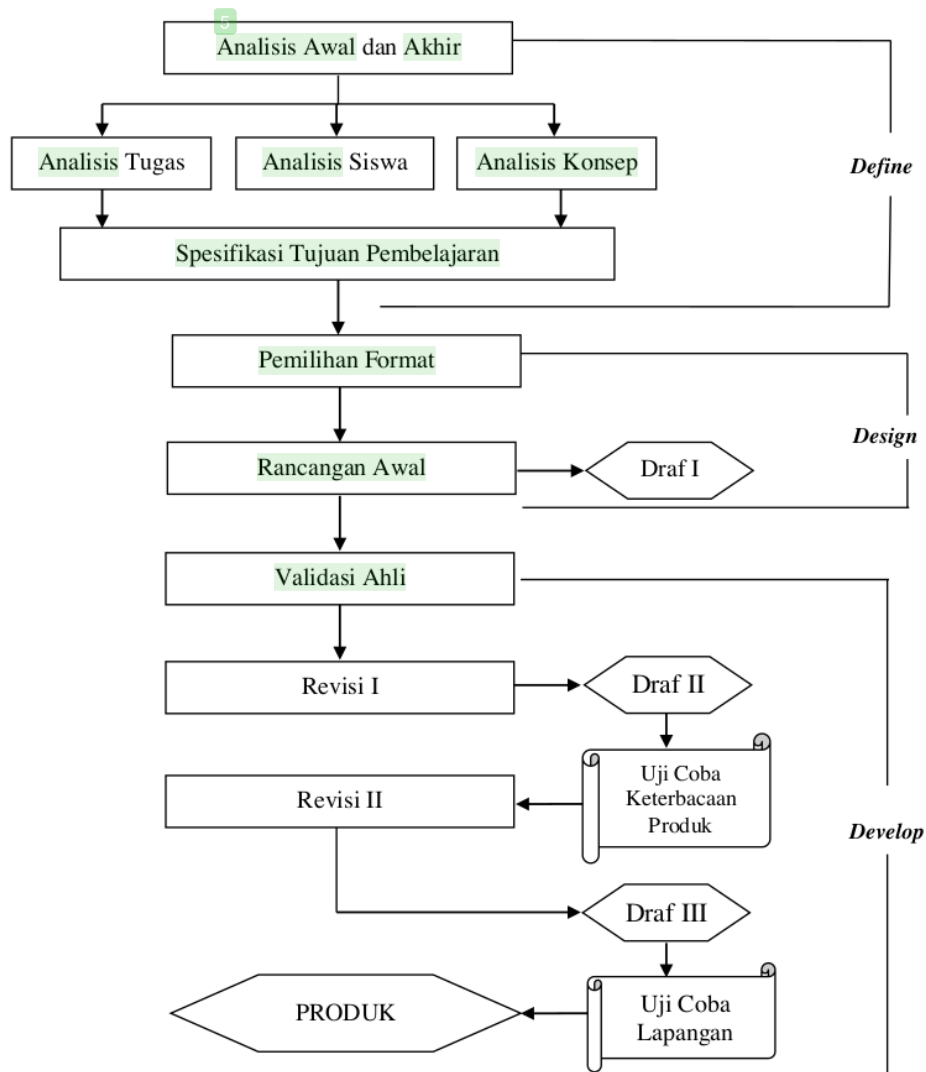 5
Analisis Awal dan Akhir
Analisis Tugas
Analisis Siswa
Analisis Konsep
Define
Spesifikasi Tujuan Pembelajaran
Pemilihan Format
Design
Rancangan Awal
Draf I
Validasi Ahli
Revisi I
Draf II
Uji Coba
Keterbacaan
Produk
Revisi II
Develop
Draf III
PRODUK
Uji Coba
Lapangan